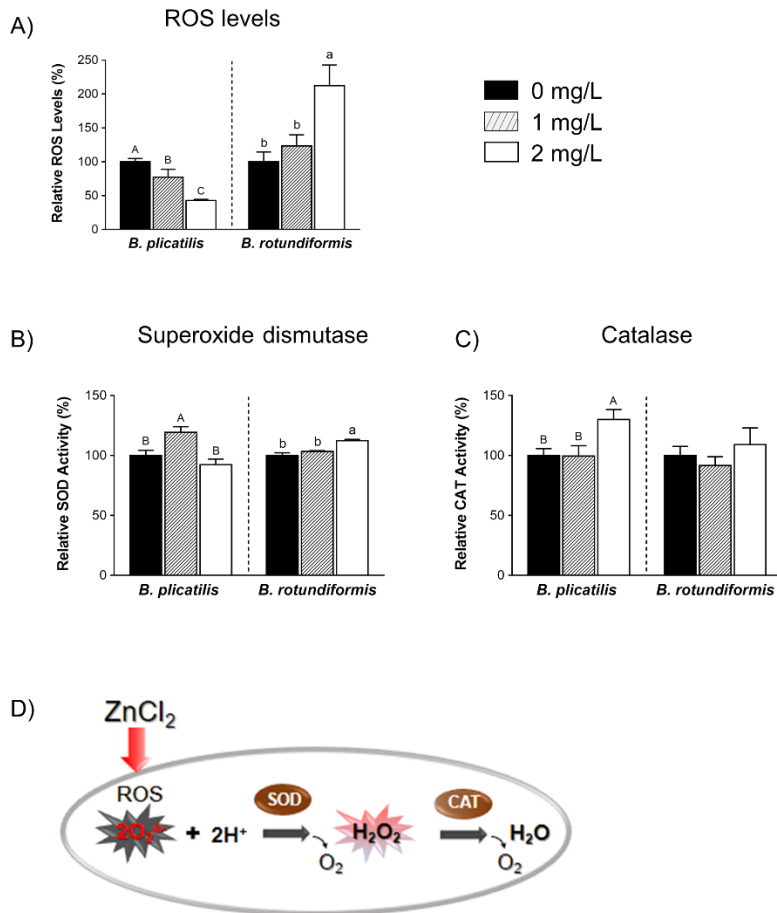 A)
ROS levels
Relative ROS Levels (%)
250
200
150
100
50
0
A
B
C
b
b
a
B. plicatilis
B. rotundiformis
0 mg/L
1 mg/L
2 mg/L
B)
Superoxide dismutase
Relative SOD Activity (%)
150
100
50
0
B
A
B
b
b
a
B. plicatilis
B. rotundiformis
C)
Catalase
Relative CAT Activity (%)
150
100
50
0
B
B
A
B. plicatilis
B. rotundiformis
D)
ZnCl₂
ROS
SOD
CAT
+ 2H⁺
H₂O₂
H₂O
O₂
O₂